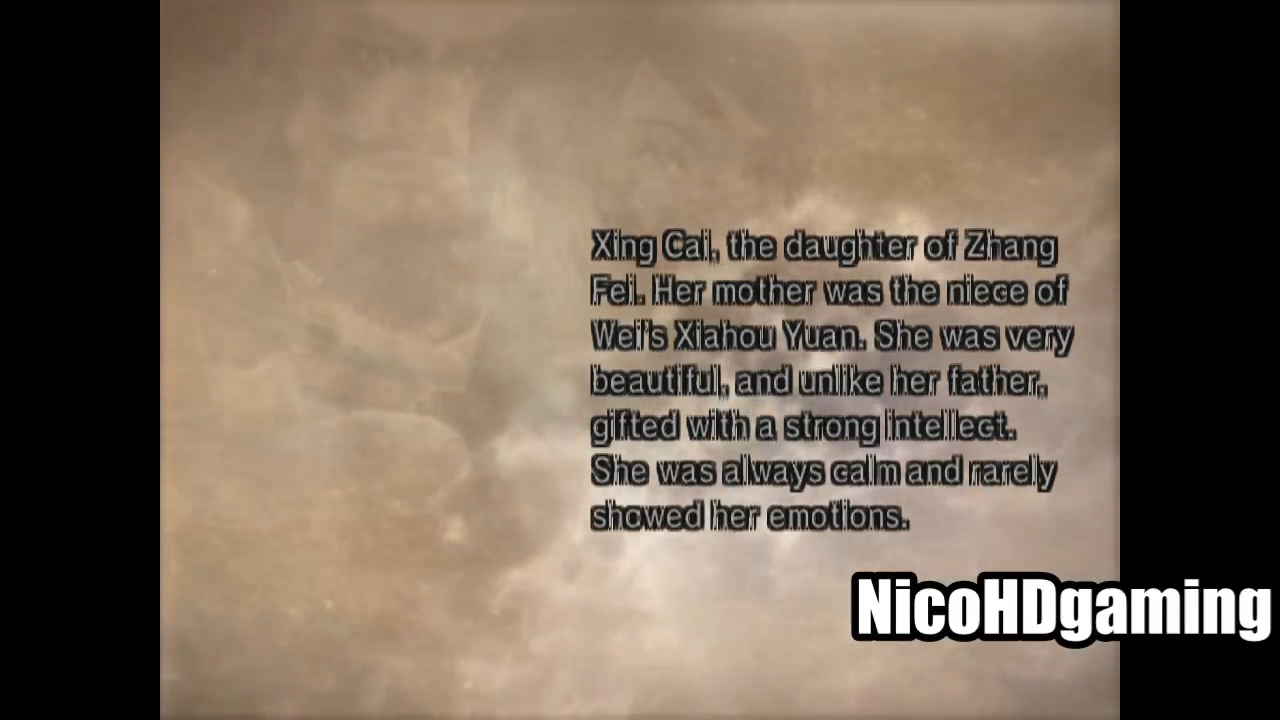 Xing Cai, the daughter of Zhang
Fei. Her mother was the niece of
Wei's Xiahou Yuan. She was very
beautiful, and unlike her father,
gifted with a strong intellect.
She was always calm and rarely
showed her emotions.
NicoHDgaming